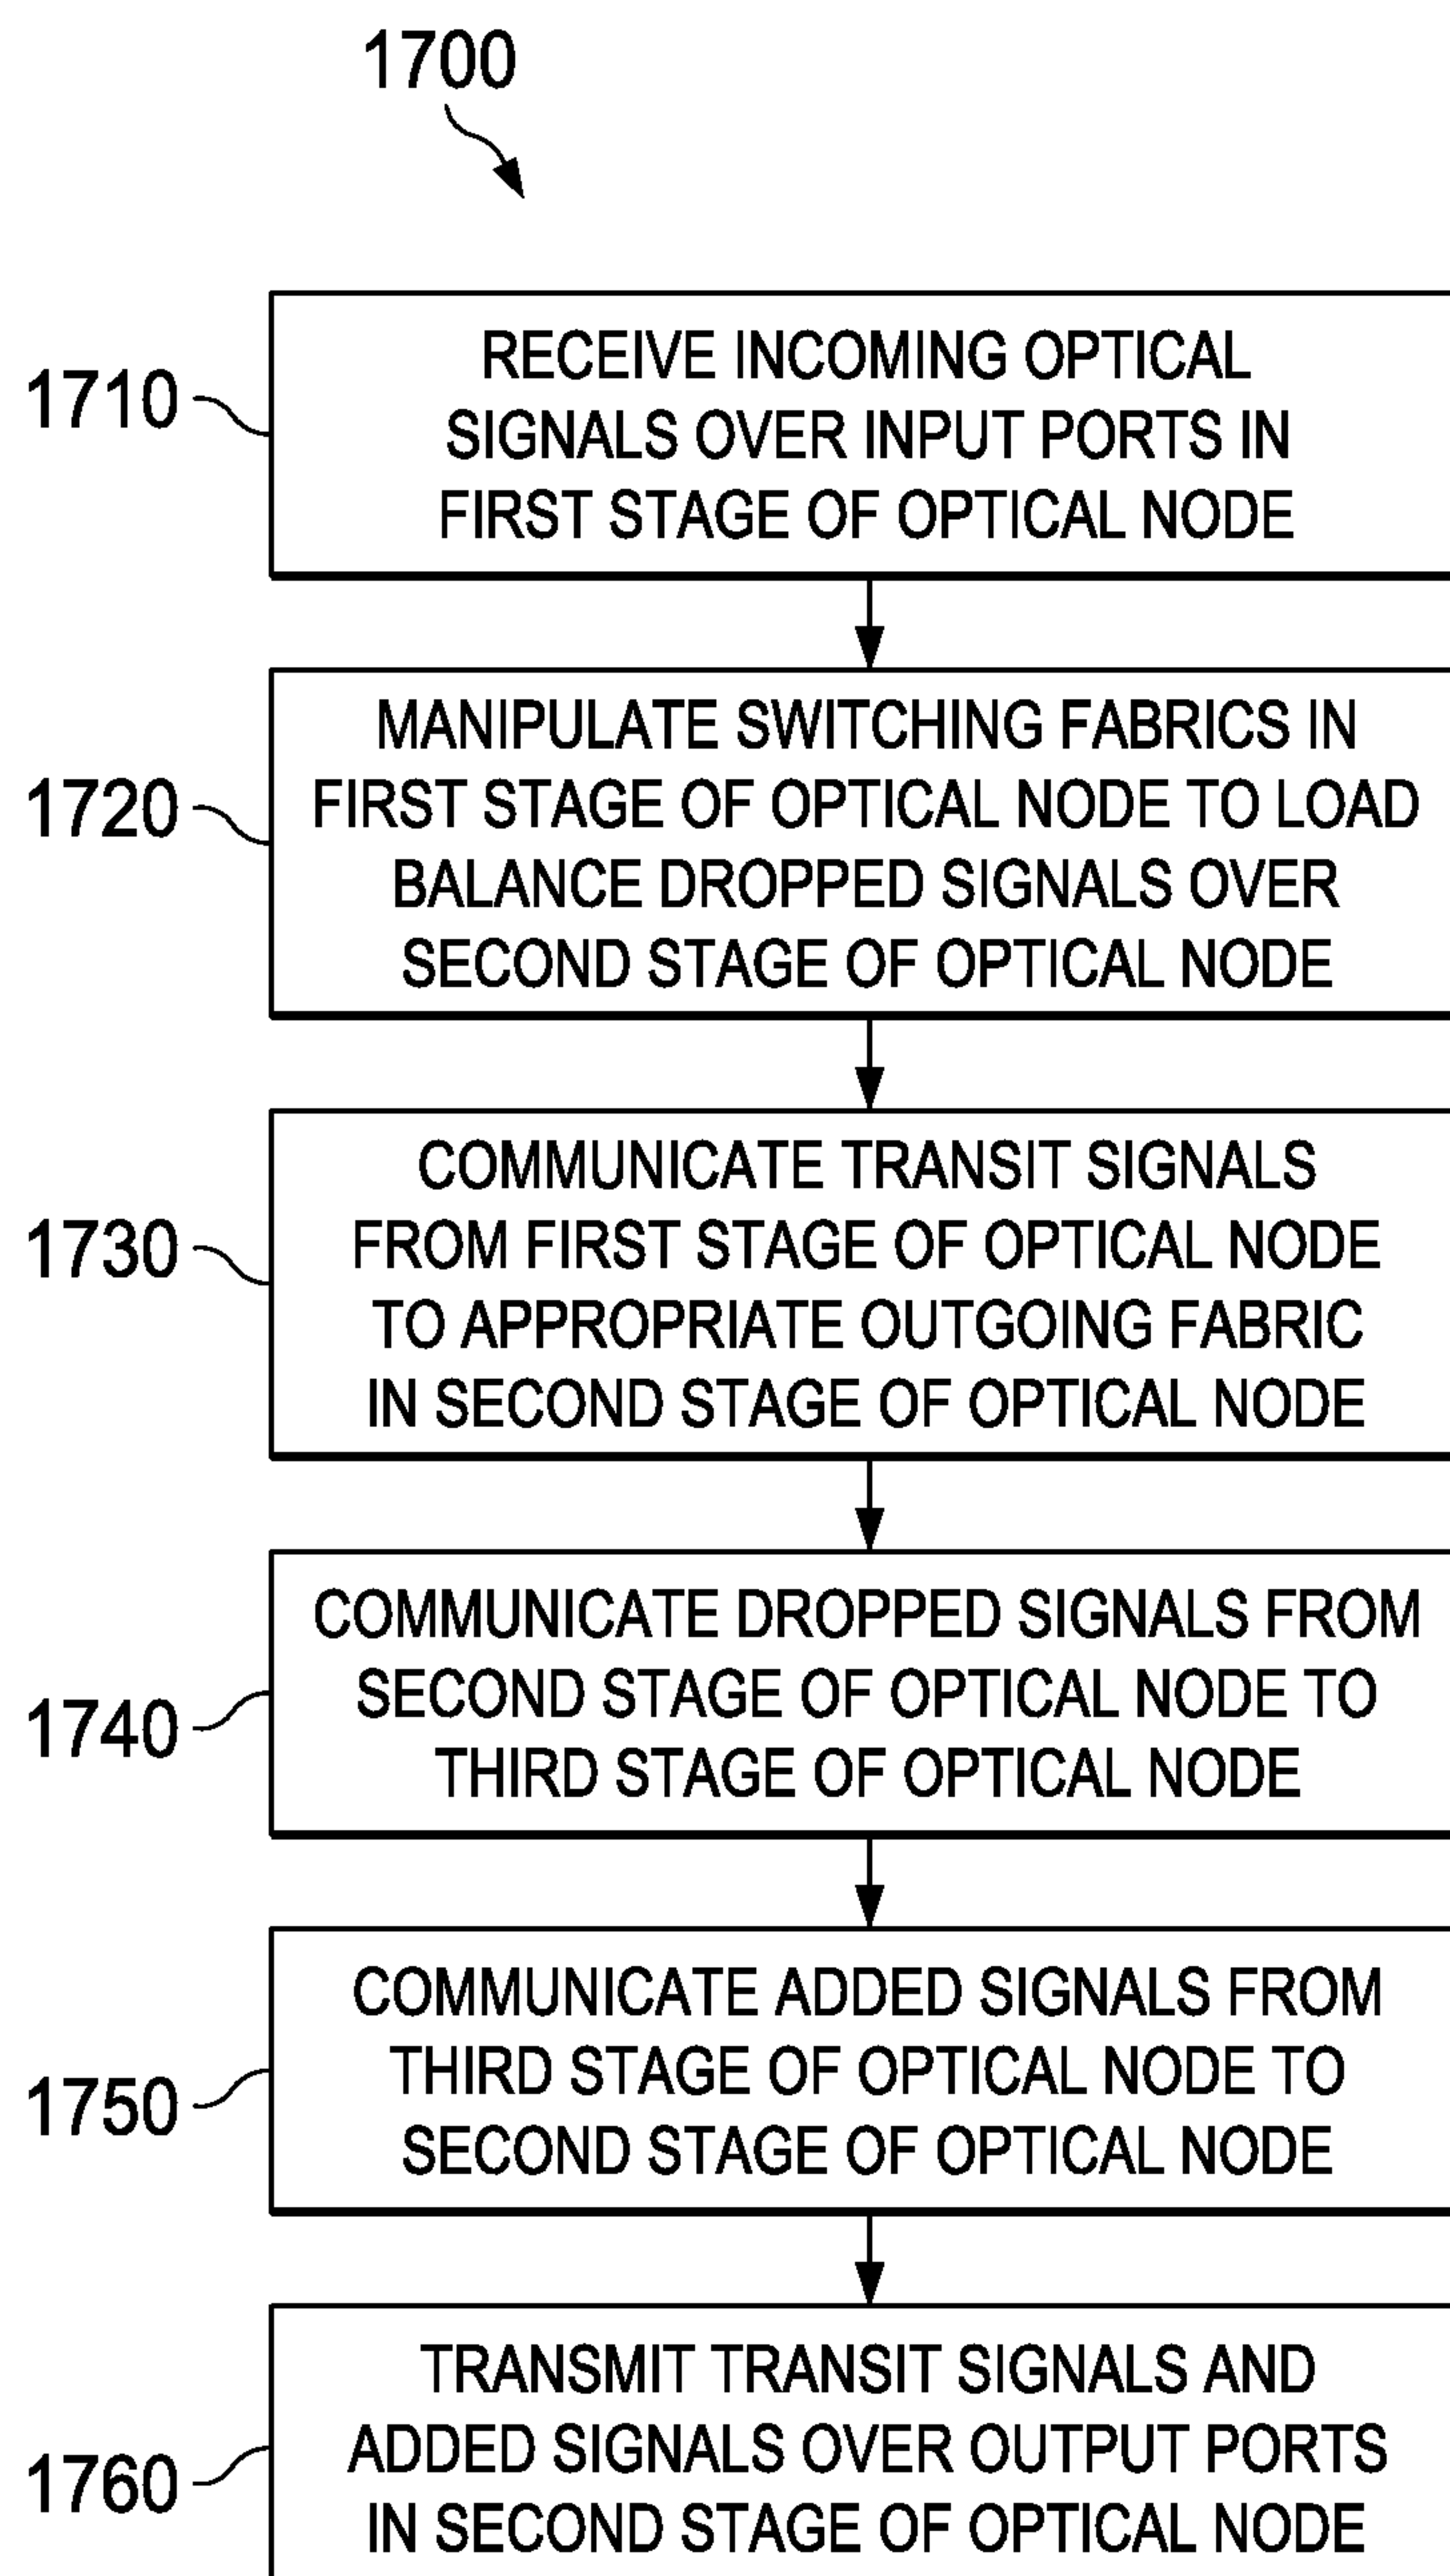 1700
1710
RECEIVE INCOMING OPTICAL
SIGNALS OVER INPUT PORTS IN
FIRST STAGE OF OPTICAL NODE
1720
MANIPULATE SWITCHING FABRICS IN
FIRST STAGE OF OPTICAL NODE TO LOAD
BALANCE DROPPED SIGNALS OVER
SECOND STAGE OF OPTICAL NODE
1730
COMMUNICATE TRANSIT SIGNALS
FROM FIRST STAGE OF OPTICAL NODE
TO APPROPRIATE OUTGOING FABRIC
IN SECOND STAGE OF OPTICAL NODE
1740
COMMUNICATE DROPPED SIGNALS FROM
SECOND STAGE OF OPTICAL NODE TO
THIRD STAGE OF OPTICAL NODE
1750
COMMUNICATE ADDED SIGNALS FROM
THIRD STAGE OF OPTICAL NODE TO
SECOND STAGE OF OPTICAL NODE
1760
TRANSMIT TRANSIT SIGNALS AND
ADDED SIGNALS OVER OUTPUT PORTS
IN SECOND STAGE OF OPTICAL NODE